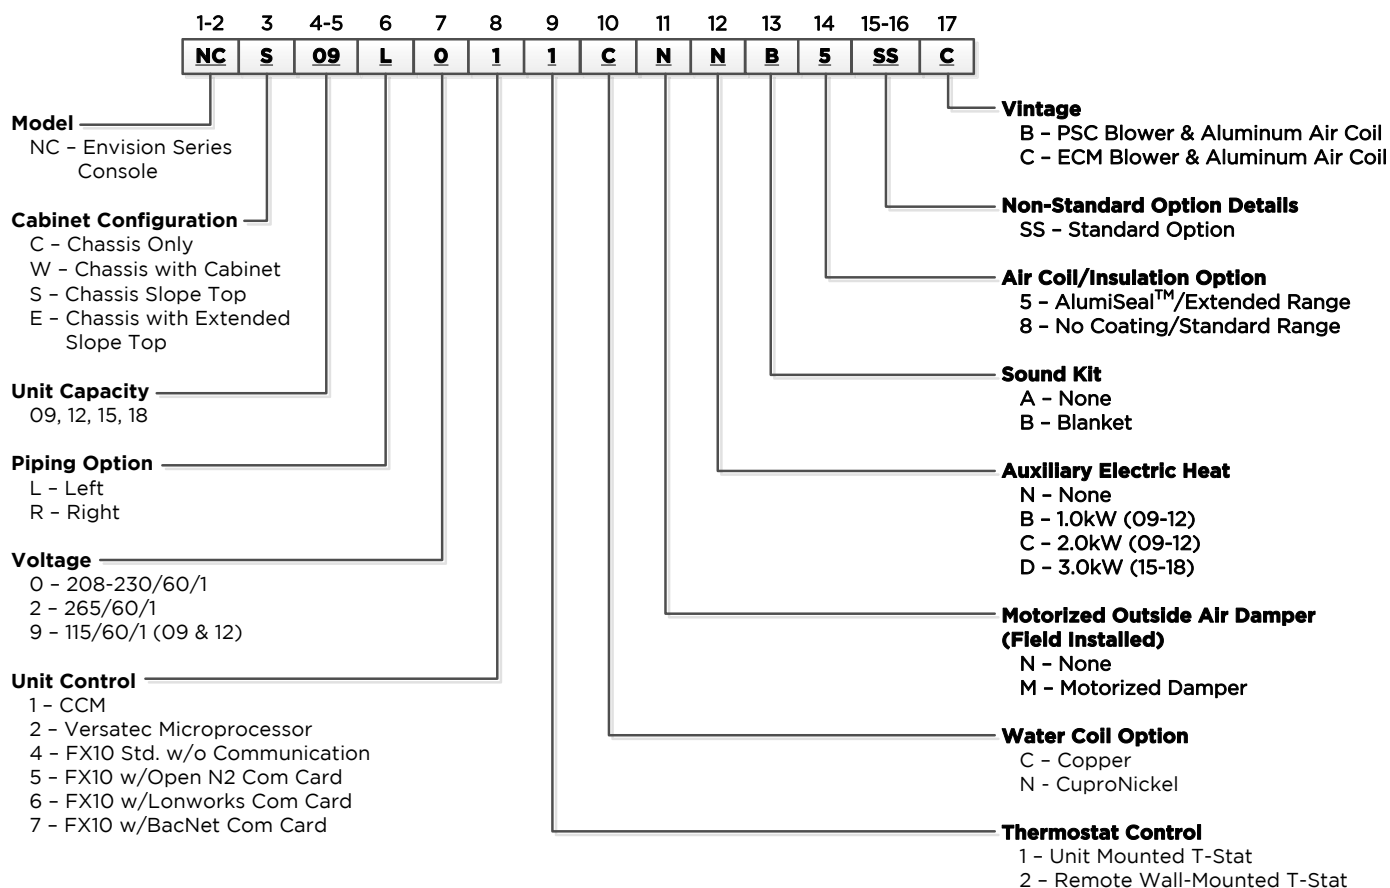 1-2 3 4-5 6 7 8 9 10 11 12 13 14 15-16 17
NC S 09 L 0 1 1 C N N B 5 SS C
Model
NC – Envision Series
Console
Cabinet Configuration
C – Chassis Only
W – Chassis with Cabinet
S – Chassis Slope Top
E – Chassis with Extended
Slope Top
Unit Capacity
09, 12, 15, 18
Piping Option
L – Left
R – Right
Voltage
0 – 208-230/60/1
2 – 265/60/1
9 – 115/60/1 (09 & 12)
Unit Control
1 – CCM
2 – Versatec Microprocessor
4 – FX10 Std. w/o Communication
5 – FX10 w/Open N2 Com Card
6 – FX10 w/Lonworks Com Card
7 – FX10 w/BacNet Com Card
Vintage
B – PSC Blower & Aluminum Air Coil
C – ECM Blower & Aluminum Air Coil
Non-Standard Option Details
SS – Standard Option
Air Coil/Insulation Option
5 – AlumiSeal™/Extended Range
8 – No Coating/Standard Range
Sound Kit
A – None
B – Blanket
Auxiliary Electric Heat
N – None
B – 1.0kW (09-12)
C – 2.0kW (09-12)
D – 3.0kW (15-18)
Motorized Outside Air Damper
(Field Installed)
N – None
M – Motorized Damper
Water Coil Option
C – Copper
N - CuproNickel
Thermostat Control
1 – Unit Mounted T-Stat
2 – Remote Wall-Mounted T-Stat